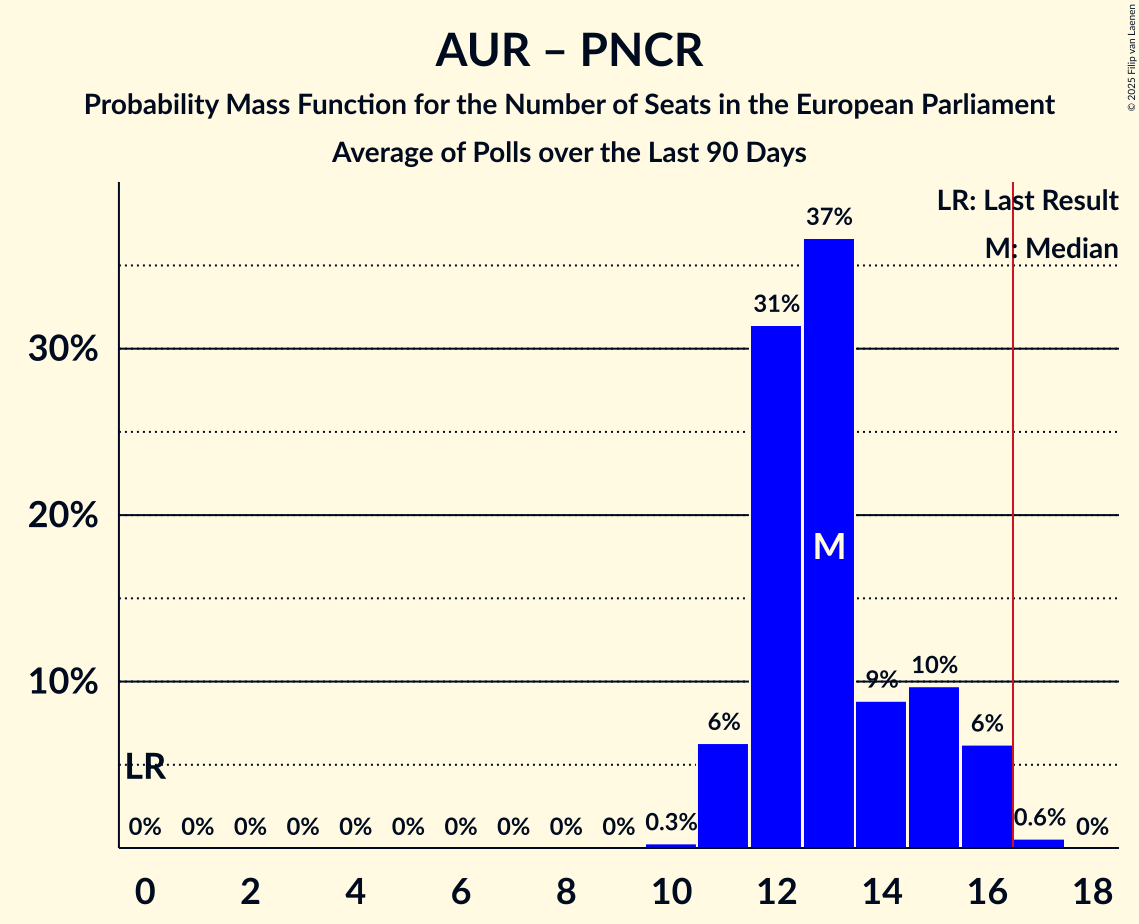 AUR – PNCR
Probability Mass Function for the Number of Seats in the European Parliament
Average of Polls over the Last 90 Days
© 2025 Filip van Laenen
LR: Last Result
M: Median
37%
31%
30%
20%
M
10%
10%
9%
6%
6%
LR
0% 0% 0% 0% 0% 0% 0% 0% 0% 0% 0.3% 0.6% 0%
0 2 4 6 8 10 12 14 16 18